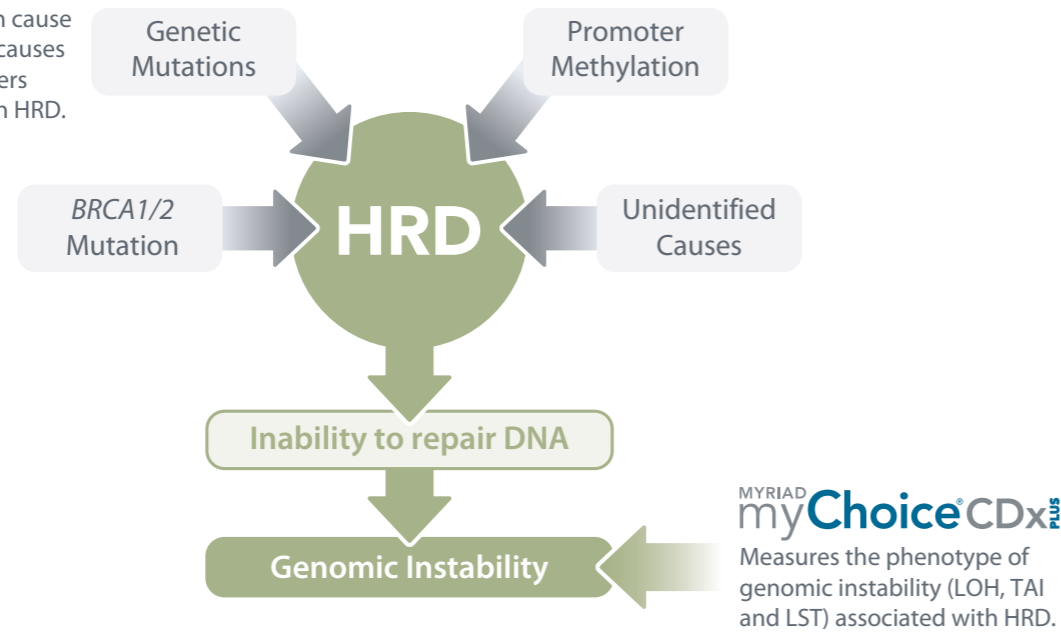 n cause
causes
ers
n HRD.
Genetic
Mutations
Promoter
Methylation
BRCA1/2
Mutation
HRD
Unidentified
Causes
Inability to repair DNA
Genomic Instability
MYRIAD
myChoice® CDx PLUS
Measures the phenotype of
genomic instability (LOH, TAI
and LST) associated with HRD.